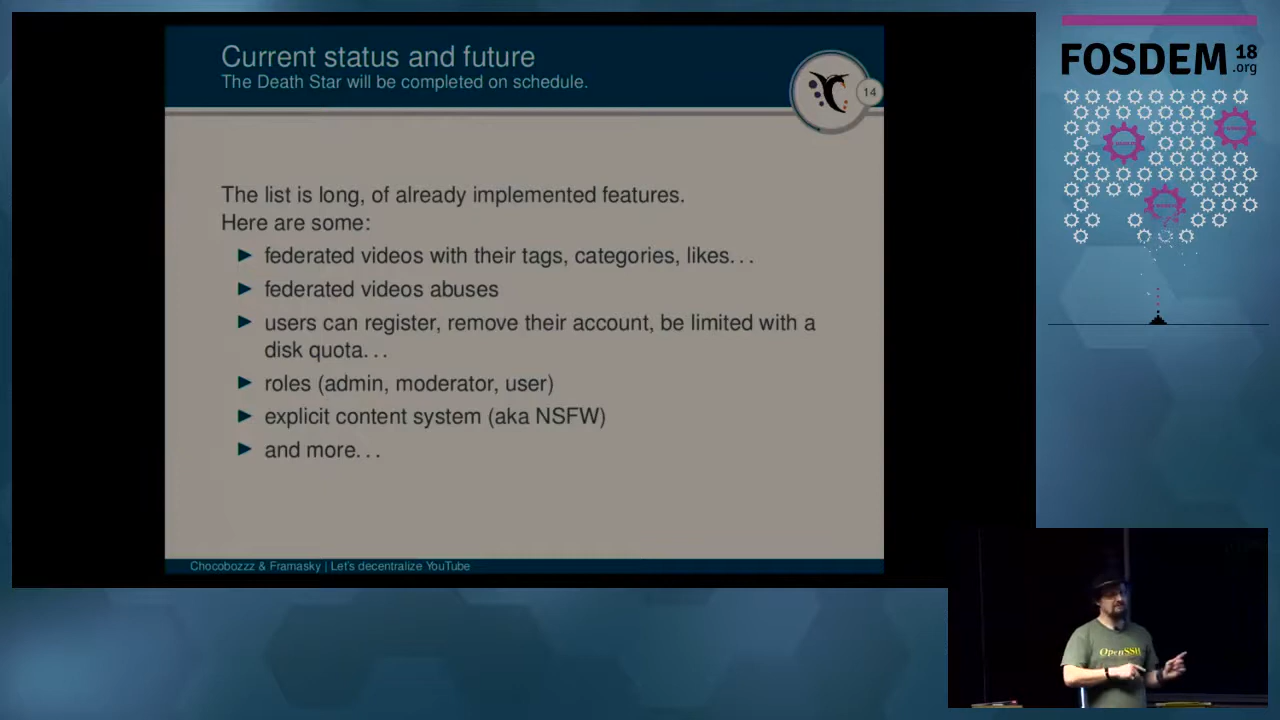 Current status and future
The Death Star will be completed on schedule.
14
The list is long, of already implemented features.
Here are some:
federated videos with their tags, categories, likes. . .
federated videos abuses
users can register, remove their account, be limited with a
disk quota. . .
roles (admin, moderator, user)
explicit content system (aka NSFW)
and more. . .
Chocobozzz & Framasky | Let's decentralize YouTube
FOSDEM 18
.org
OpenSSH